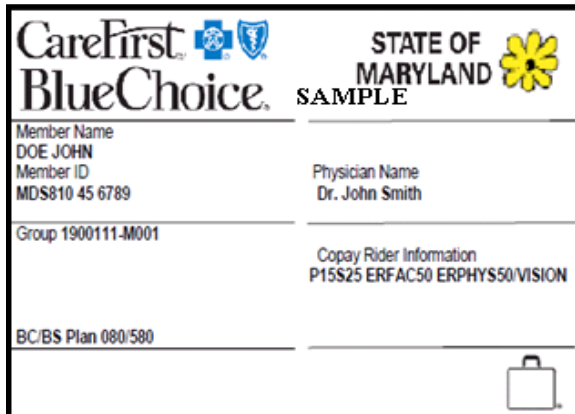 CareFirst
BlueChoice.
STATE OF
MARYLAND
SAMPLE
Member Name
DOE JOHN
Member ID
MDS810 45 6789
Physician Name
Dr. John Smith
Group 1900111-M001
Copay Rider Information
P15S25 ERFAC50 ERPHYS50/VISION
BC/BS Plan 080/580